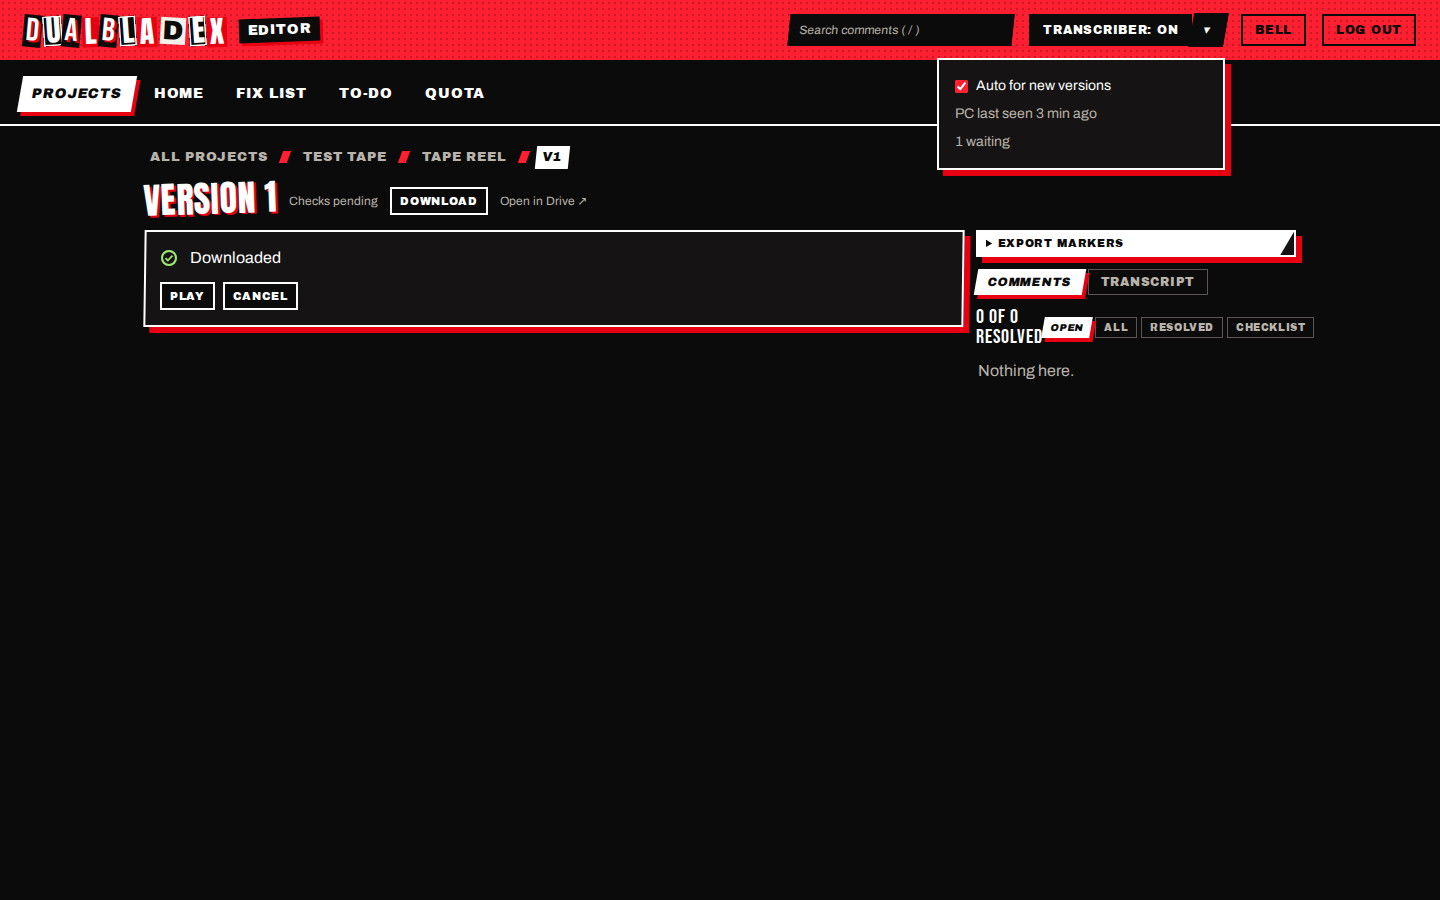 DUALBLADEX EDITOR
Search comments ( / )
TRANSCRIBER: ON ▾
BELL
LOG OUT
PROJECTS HOME FIX LIST TO-DO QUOTA
Auto for new versions
PC last seen 3 min ago
1 waiting
ALL PROJECTS TEST TAPE TAPE REEL V1
VERSION 1 Checks pending DOWNLOAD Open in Drive ↗
Downloaded
PLAY CANCEL
EXPORT MARKERS
COMMENTS TRANSCRIPT
0 OF 0
RESOLVED
OPEN ALL RESOLVED CHECKLIST
Nothing here.